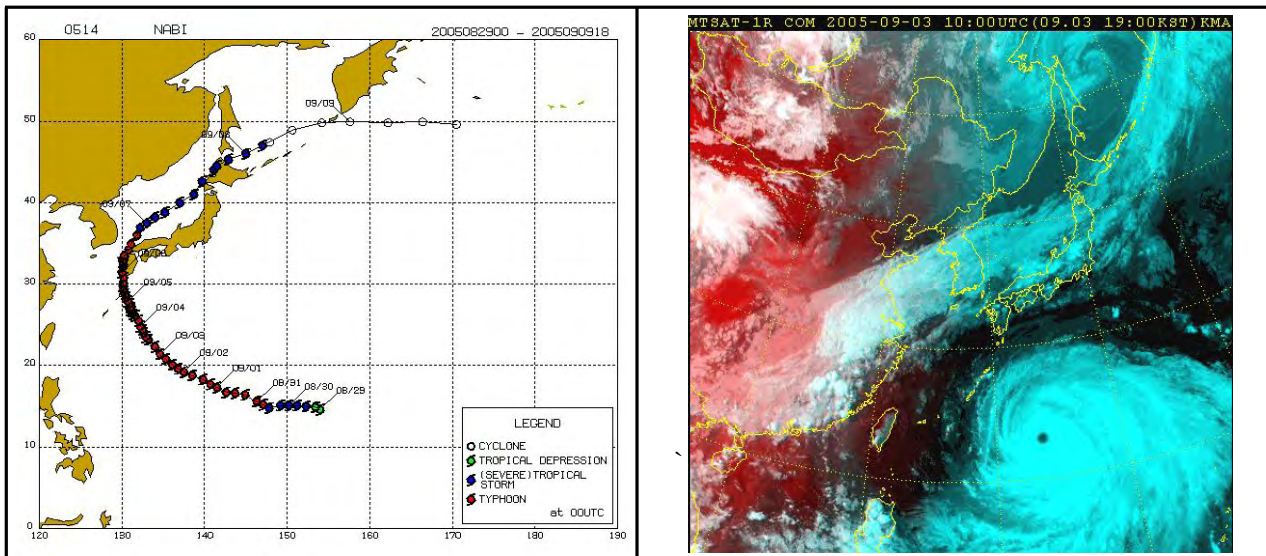 0514 NABI 2005082900 - 2005090918
60
50
40
30
20
10
0
120 130 140 150 160 170 180 190
09/09
09/08
09/07
09/06
09/05
09/04
09/03
09/02
09/01
08/31
08/30
08/29
LEGEND
CYCLONE
TROPICAL DEPRESSION
(SEVERE)TROPICAL
STORM
TYPHOON
at 00UTC
MTSAT-1R COM 2005-09-03 10:00UTC(09.03 19:00KST)KMA